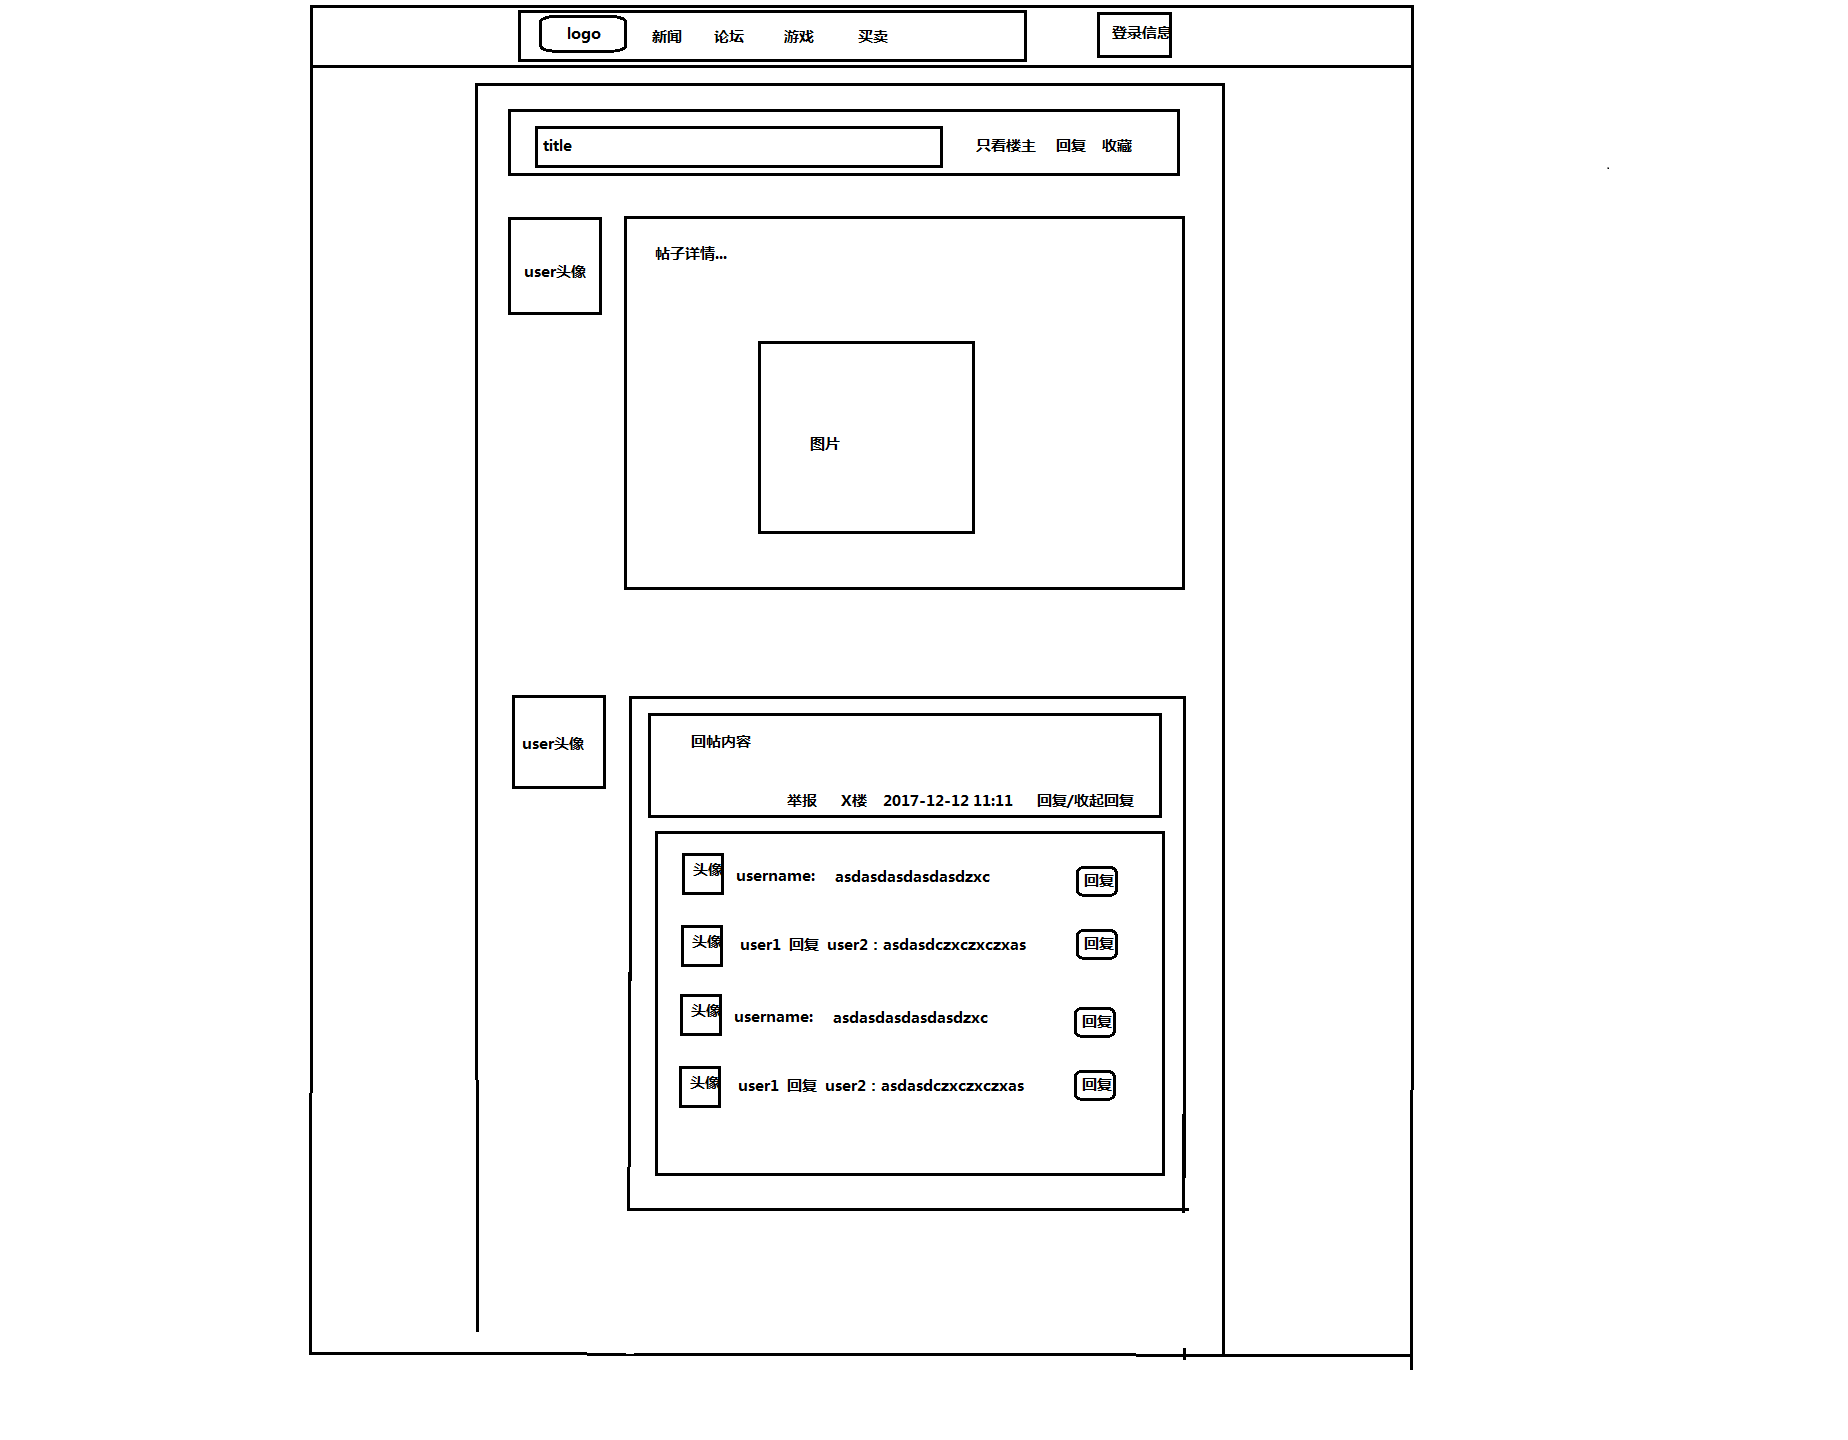 logo 新闻 论坛 游戏 买卖 登录信息
title 只看楼主 回复 收藏
user头像
帖子详情...
图片
user头像
回帖内容
举报 X楼 2017-12-12 11:11 回复/收起回复
头像 username: asdasdasdasdasdzxc 回复
头像 user1 回复 user2：asdasdczxczxczxas 回复
头像 username: asdasdasdasdasdzxc 回复
头像 user1 回复 user2：asdasdczxczxczxas 回复